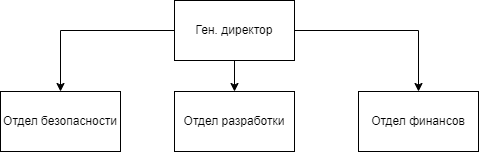 Ген. директор
Отдел безопасности
Отдел разработки
Отдел финансов